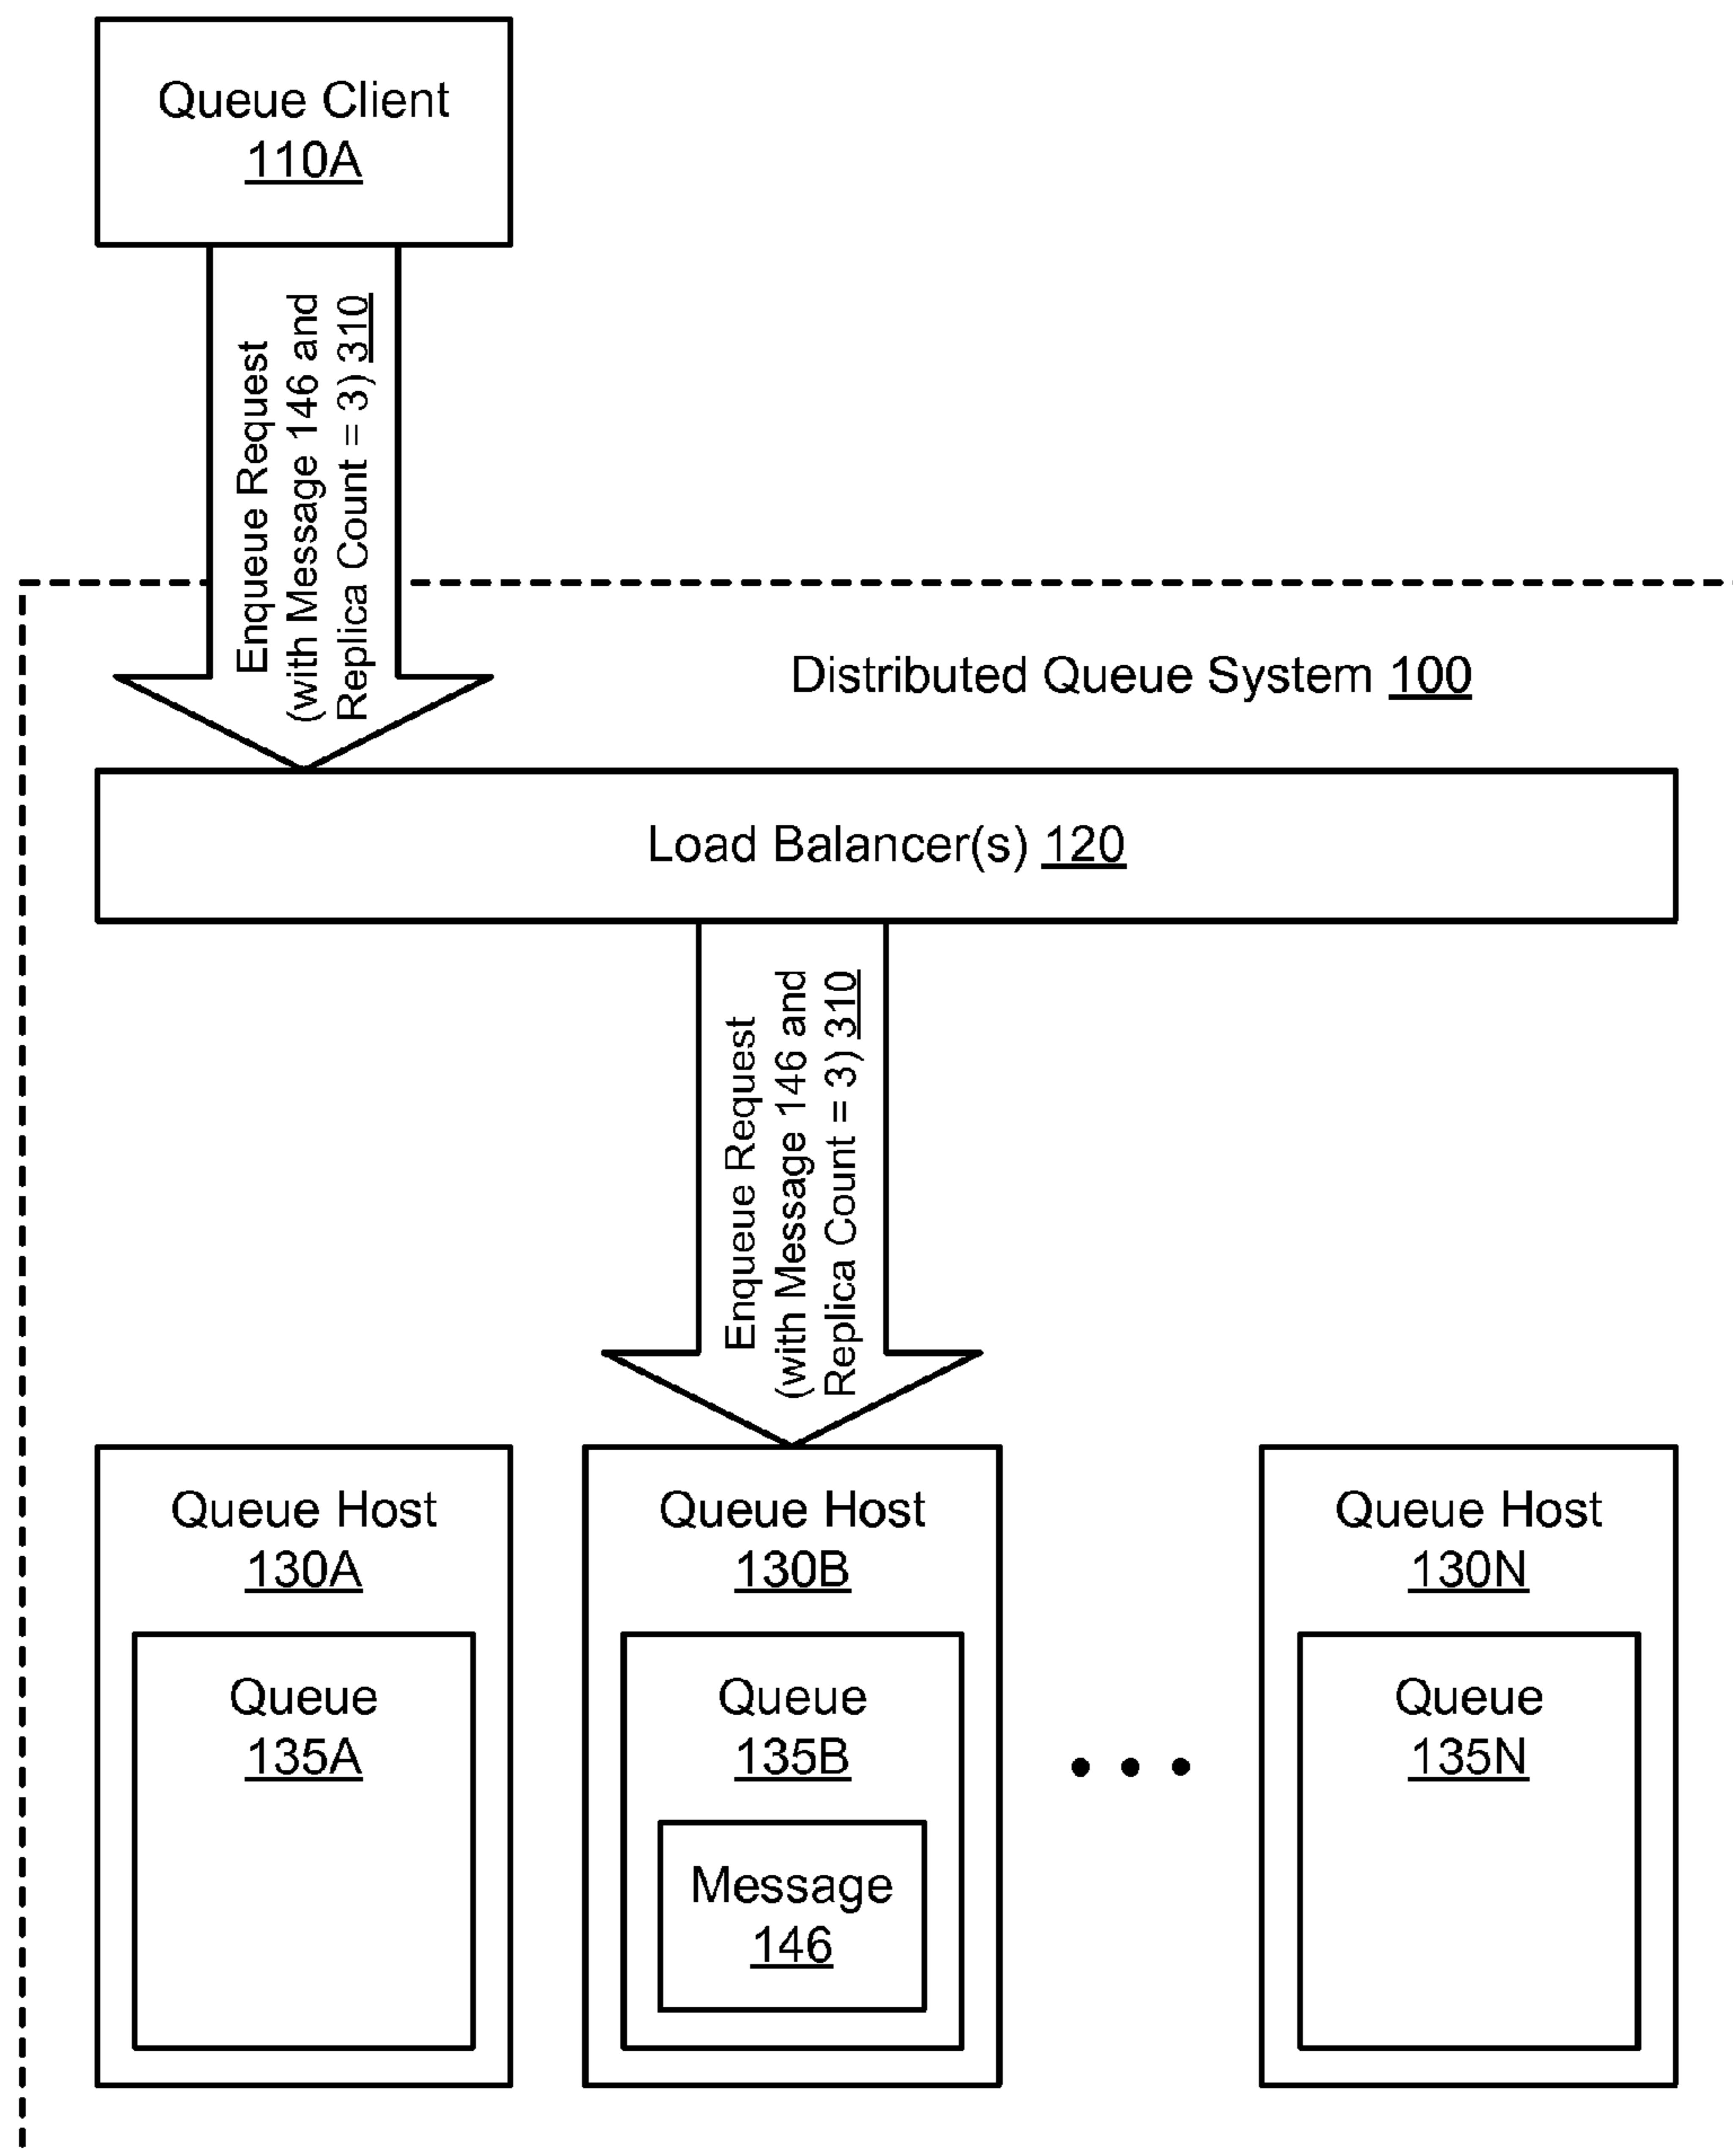 Queue Client
110A
Enqueue Request
(with Message 146 and
Replica Count = 3) 310
Distributed Queue System 100
Load Balancer(s) 120
Enqueue Request
(with Message 146 and
Replica Count = 3) 310
Queue Host
130A
Queue
135A
Queue Host
130B
Queue
135B
Message
146
Queue Host
130N
Queue
135N